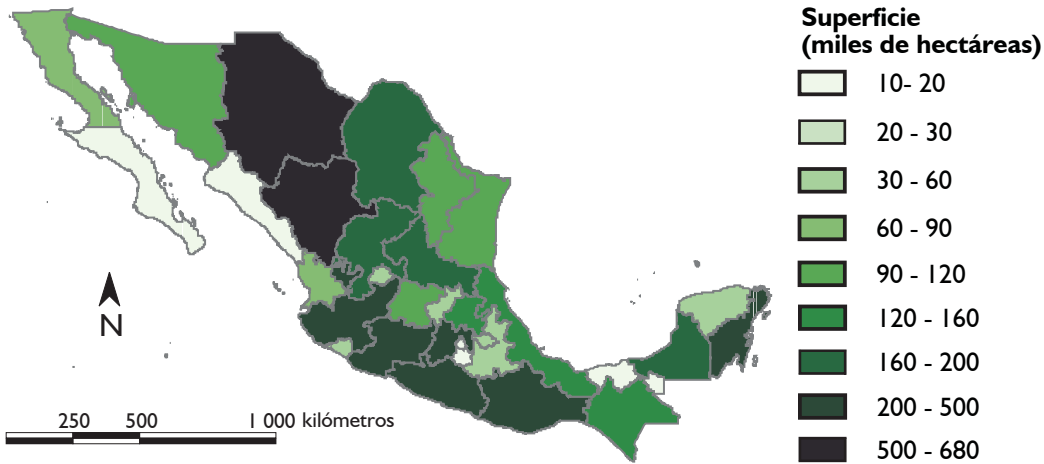 Superficie
(miles de hectáreas)
10- 20
20 - 30
30 - 60
60 - 90
90 - 120
120 - 160
160 - 200
200 - 500
500 - 680
N
250 500 1 000 kilómetros